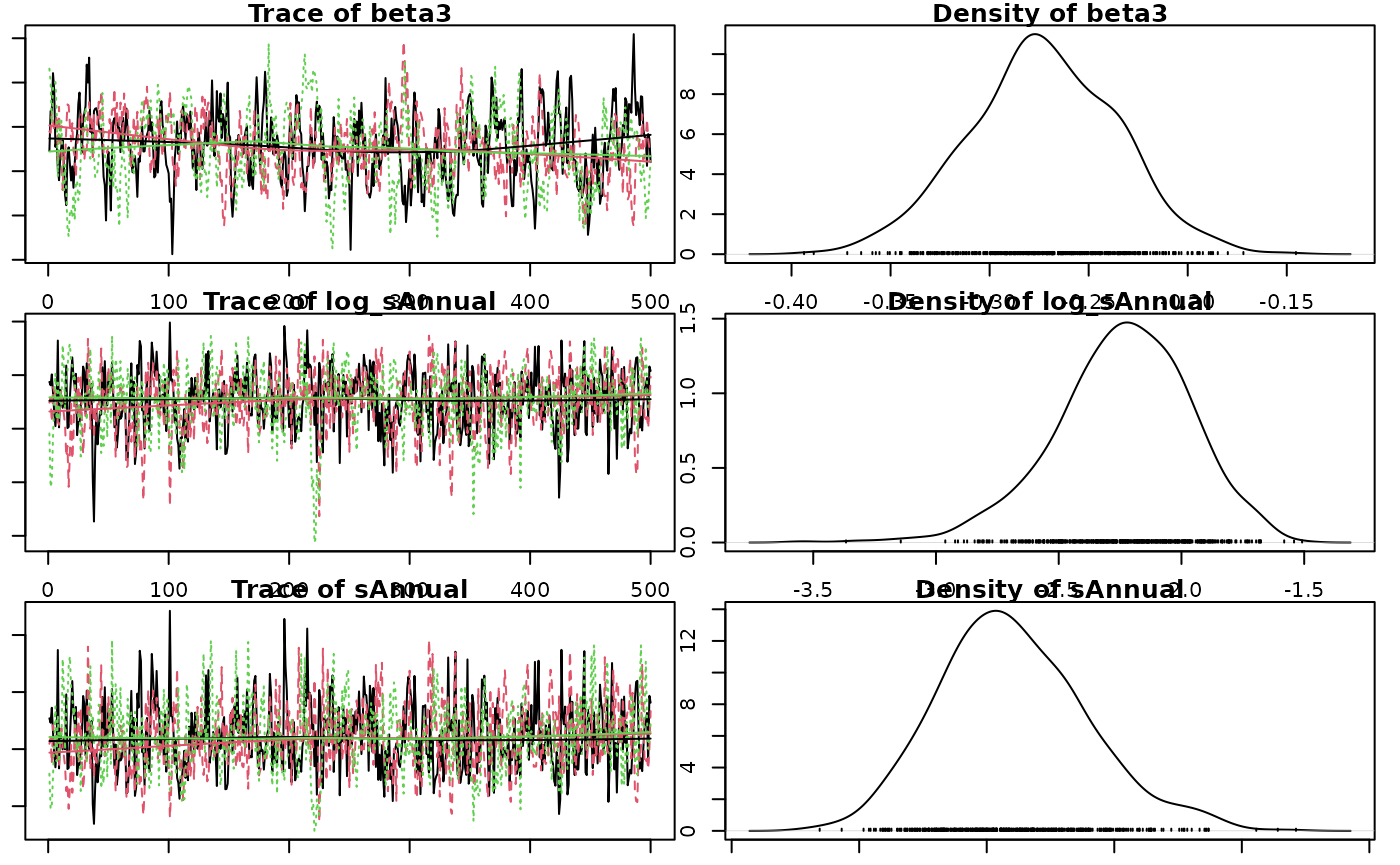 Trace of beta3
Density of beta3
0 2 4 6 8
0 100 200 300 400 500
-0.40 -0.35 -0.30 -0.25 -0.20 -0.15
Trace of log_sAnnual
Density of log_sAnnual
0.0 0.5 1.0 1.5
0 100 200 300 400 500
-3.5 -3.0 -2.5 -2.0 -1.5
Trace of sAnnual
Density of sAnnual
0 4 8 12